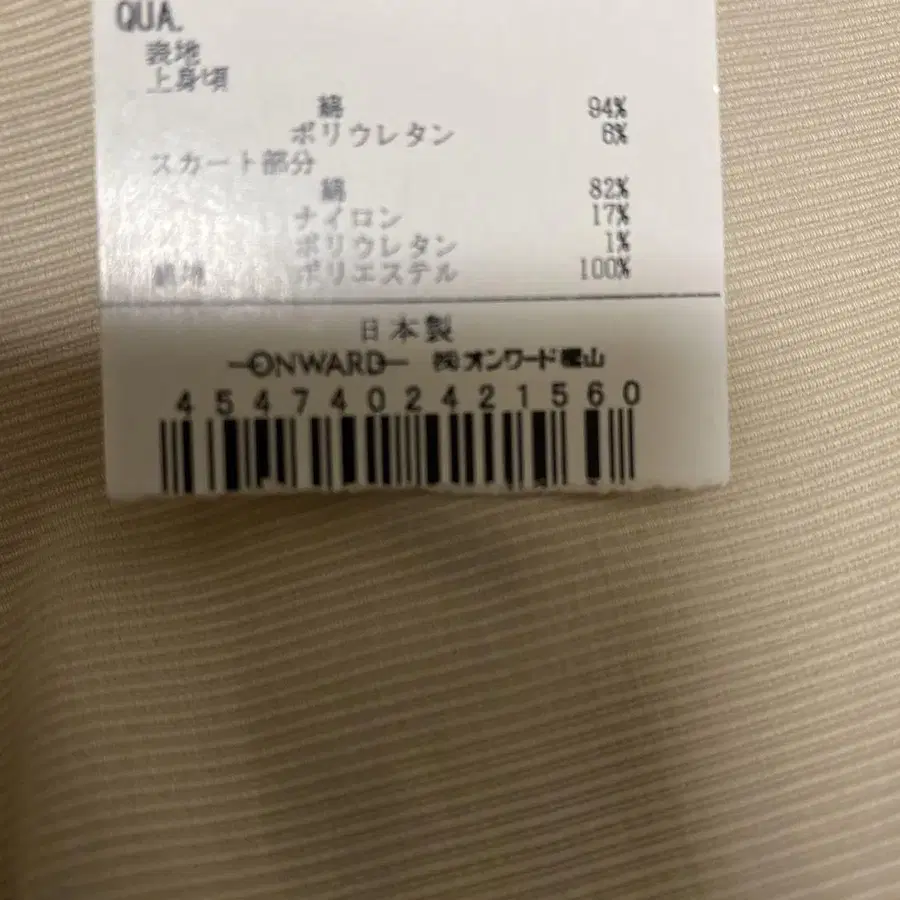 QUA.
表地
上身頃
綿 94%
ポリウレタン 6%
スカート部分
綿 82%
ナイロン 17%
ポリウレタン 1%
裏地 ポリエステル 100%
日本製
ONWARD ㈱オンワード樫山
4547402421560